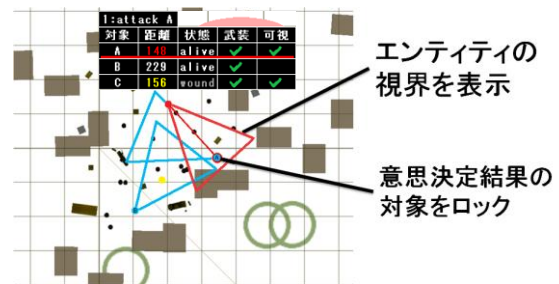 1:attack A
対象 距離 状態 武装 可視
A 148 alive ✓ ✓
B 229 alive ✓
C 156 wound ✓ ✓
エンティティの
視界を表示
意思決定結果の
対象をロック